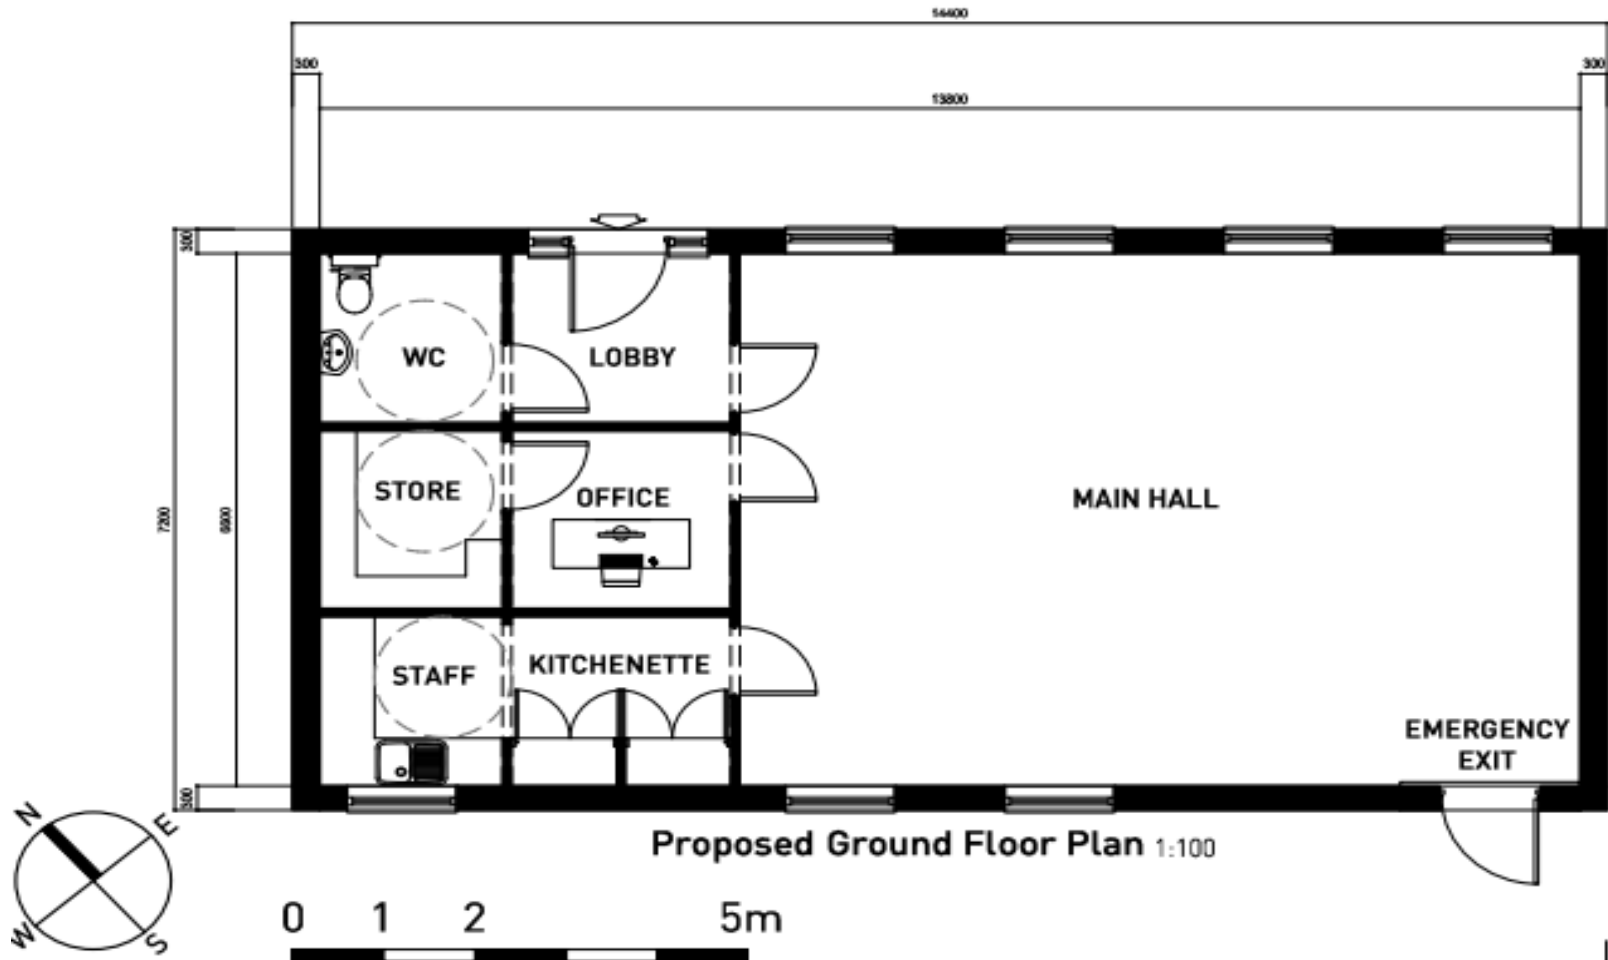 14400
300
300
13800
300
WC
LOBBY
STORE
OFFICE
MAIN HALL
7200
6600
STAFF
KITCHENETTE
EMERGENCY
EXIT
300
N
E
W
S
Proposed Ground Floor Plan 1:100
0 1 2 5m